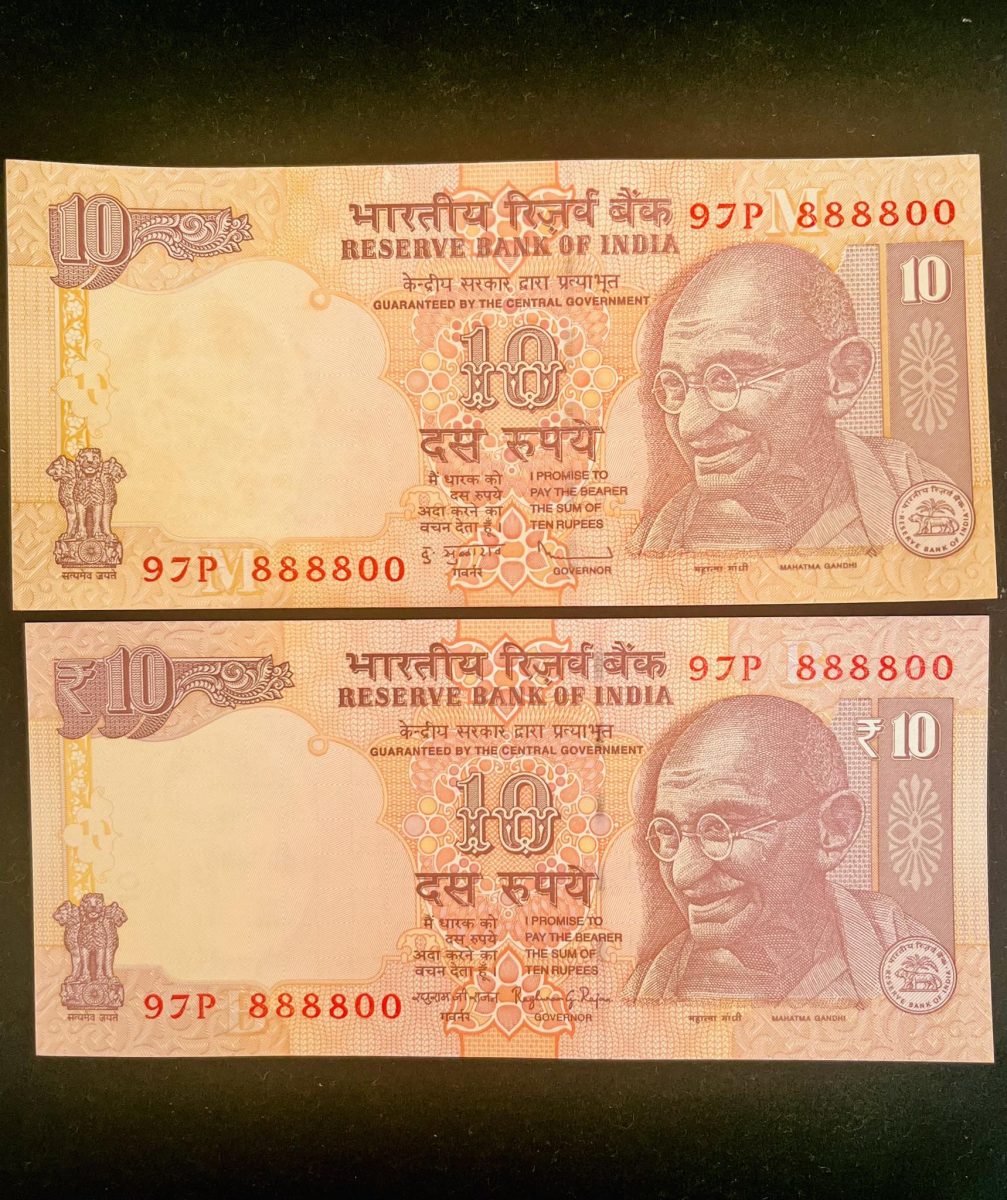 10
भारतीय रिज़र्व बैंक
97P M 888800
RESERVE BANK OF INDIA
केन्द्रीय सरकार द्वारा प्रत्याभूत
10
GUARANTEED BY THE CENTRAL GOVERNMENT
10
दस रुपये
मैं धारक को
दस रुपये
अदा करने का
वचन देता हूँ।
I PROMISE TO
PAY THE BEARER
THE SUM OF
TEN RUPEES
भारतीय रिज़र्व बैंक
RESERVE BANK OF INDIA
गवर्नर
GOVERNOR
महात्मा गांधी
MAHATMA GANDHI
सत्यमेव जयते
97P M 888800
₹10
भारतीय रिज़र्व बैंक
97P 888800
RESERVE BANK OF INDIA
केन्द्रीय सरकार द्वारा प्रत्याभूत
₹10
GUARANTEED BY THE CENTRAL GOVERNMENT
10
दस रुपये
मैं धारक को
दस रुपये
अदा करने का
वचन देता हूँ।
I PROMISE TO
PAY THE BEARER
THE SUM OF
TEN RUPEES
भारतीय रिज़र्व बैंक
RESERVE BANK OF INDIA
रघुराम जी राजन
Raghuram G Rajan
गवर्नर
GOVERNOR
महात्मा गांधी
MAHATMA GANDHI
सत्यमेव जयते
97P 888800